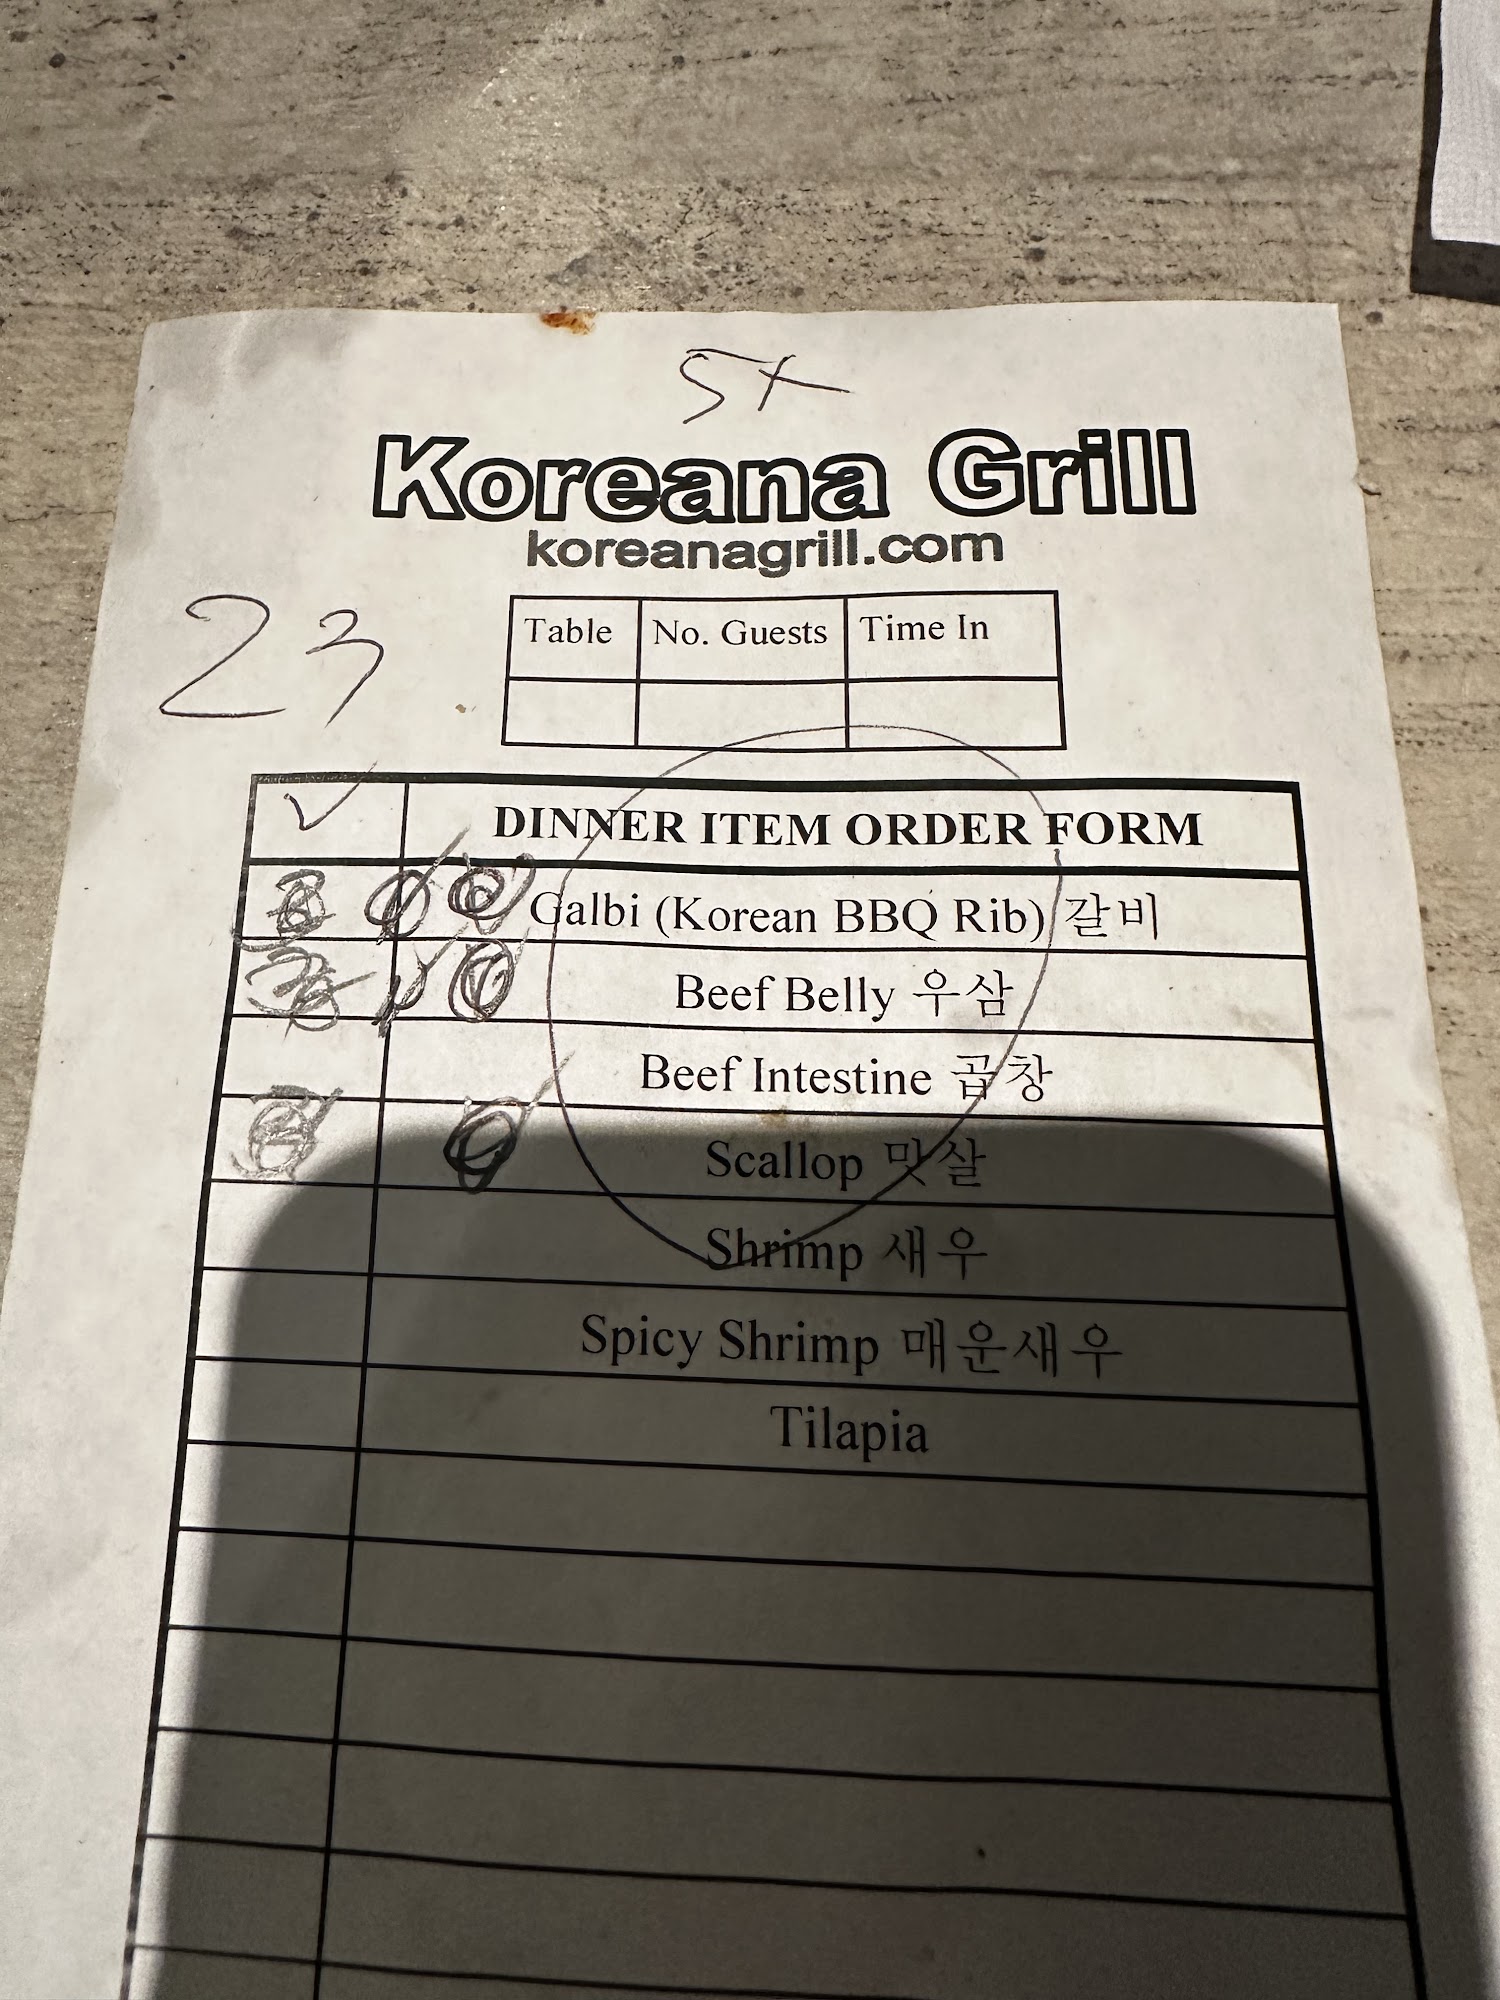 5+
Koreana Grill
koreanagrill.com
23
Table No. Guests Time In
✓ DINNER ITEM ORDER FORM
Galbi (Korean BBQ Rib) 갈비
Beef Belly 우삼
Beef Intestine 곱창
Scallop 맛살
Shrimp 새우
Spicy Shrimp 매운새우
Tilapia